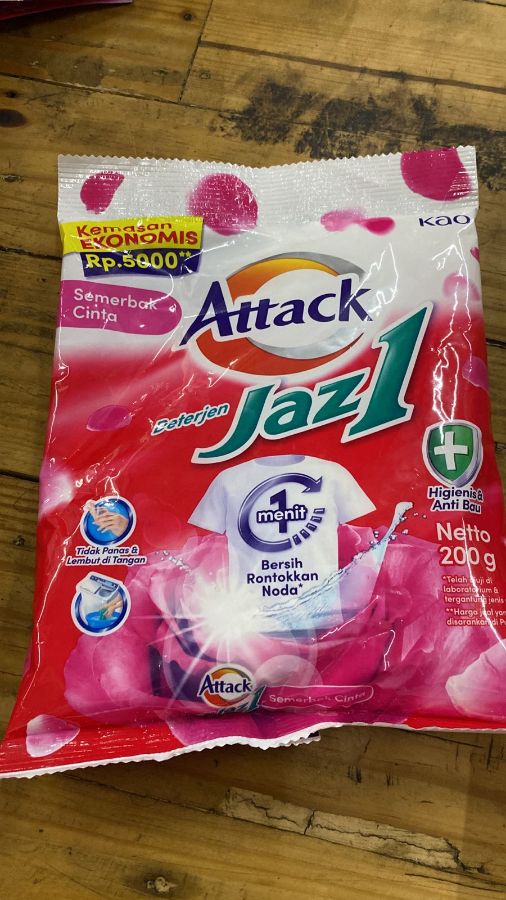 Kemasan
EKONOMIS
Rp.5000**
Kao
Semerbak
Cinta
Attack
Deterjen
Jaz1
1
menit
Bersih
Rontokkan
Noda*
Higienis &
Anti Bau
Netto
200 g
*Telah diuji di
laboratorium &
tergantung jenis
**Harga jual yang
disarankan di
Tidak Panas &
Lembut di Tangan
Attack
Jaz1
Semerbak Cinta